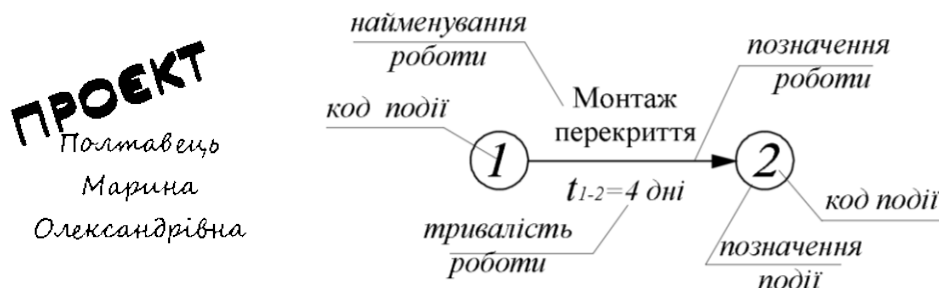 ПРОЄКТ
Полтавець
Марина
Олександрівна
найменування
роботи
позначення
роботи
код події
Монтаж
перекриття
1
2
t1-2=4 дні
код події
тривалість
роботи
позначення
події